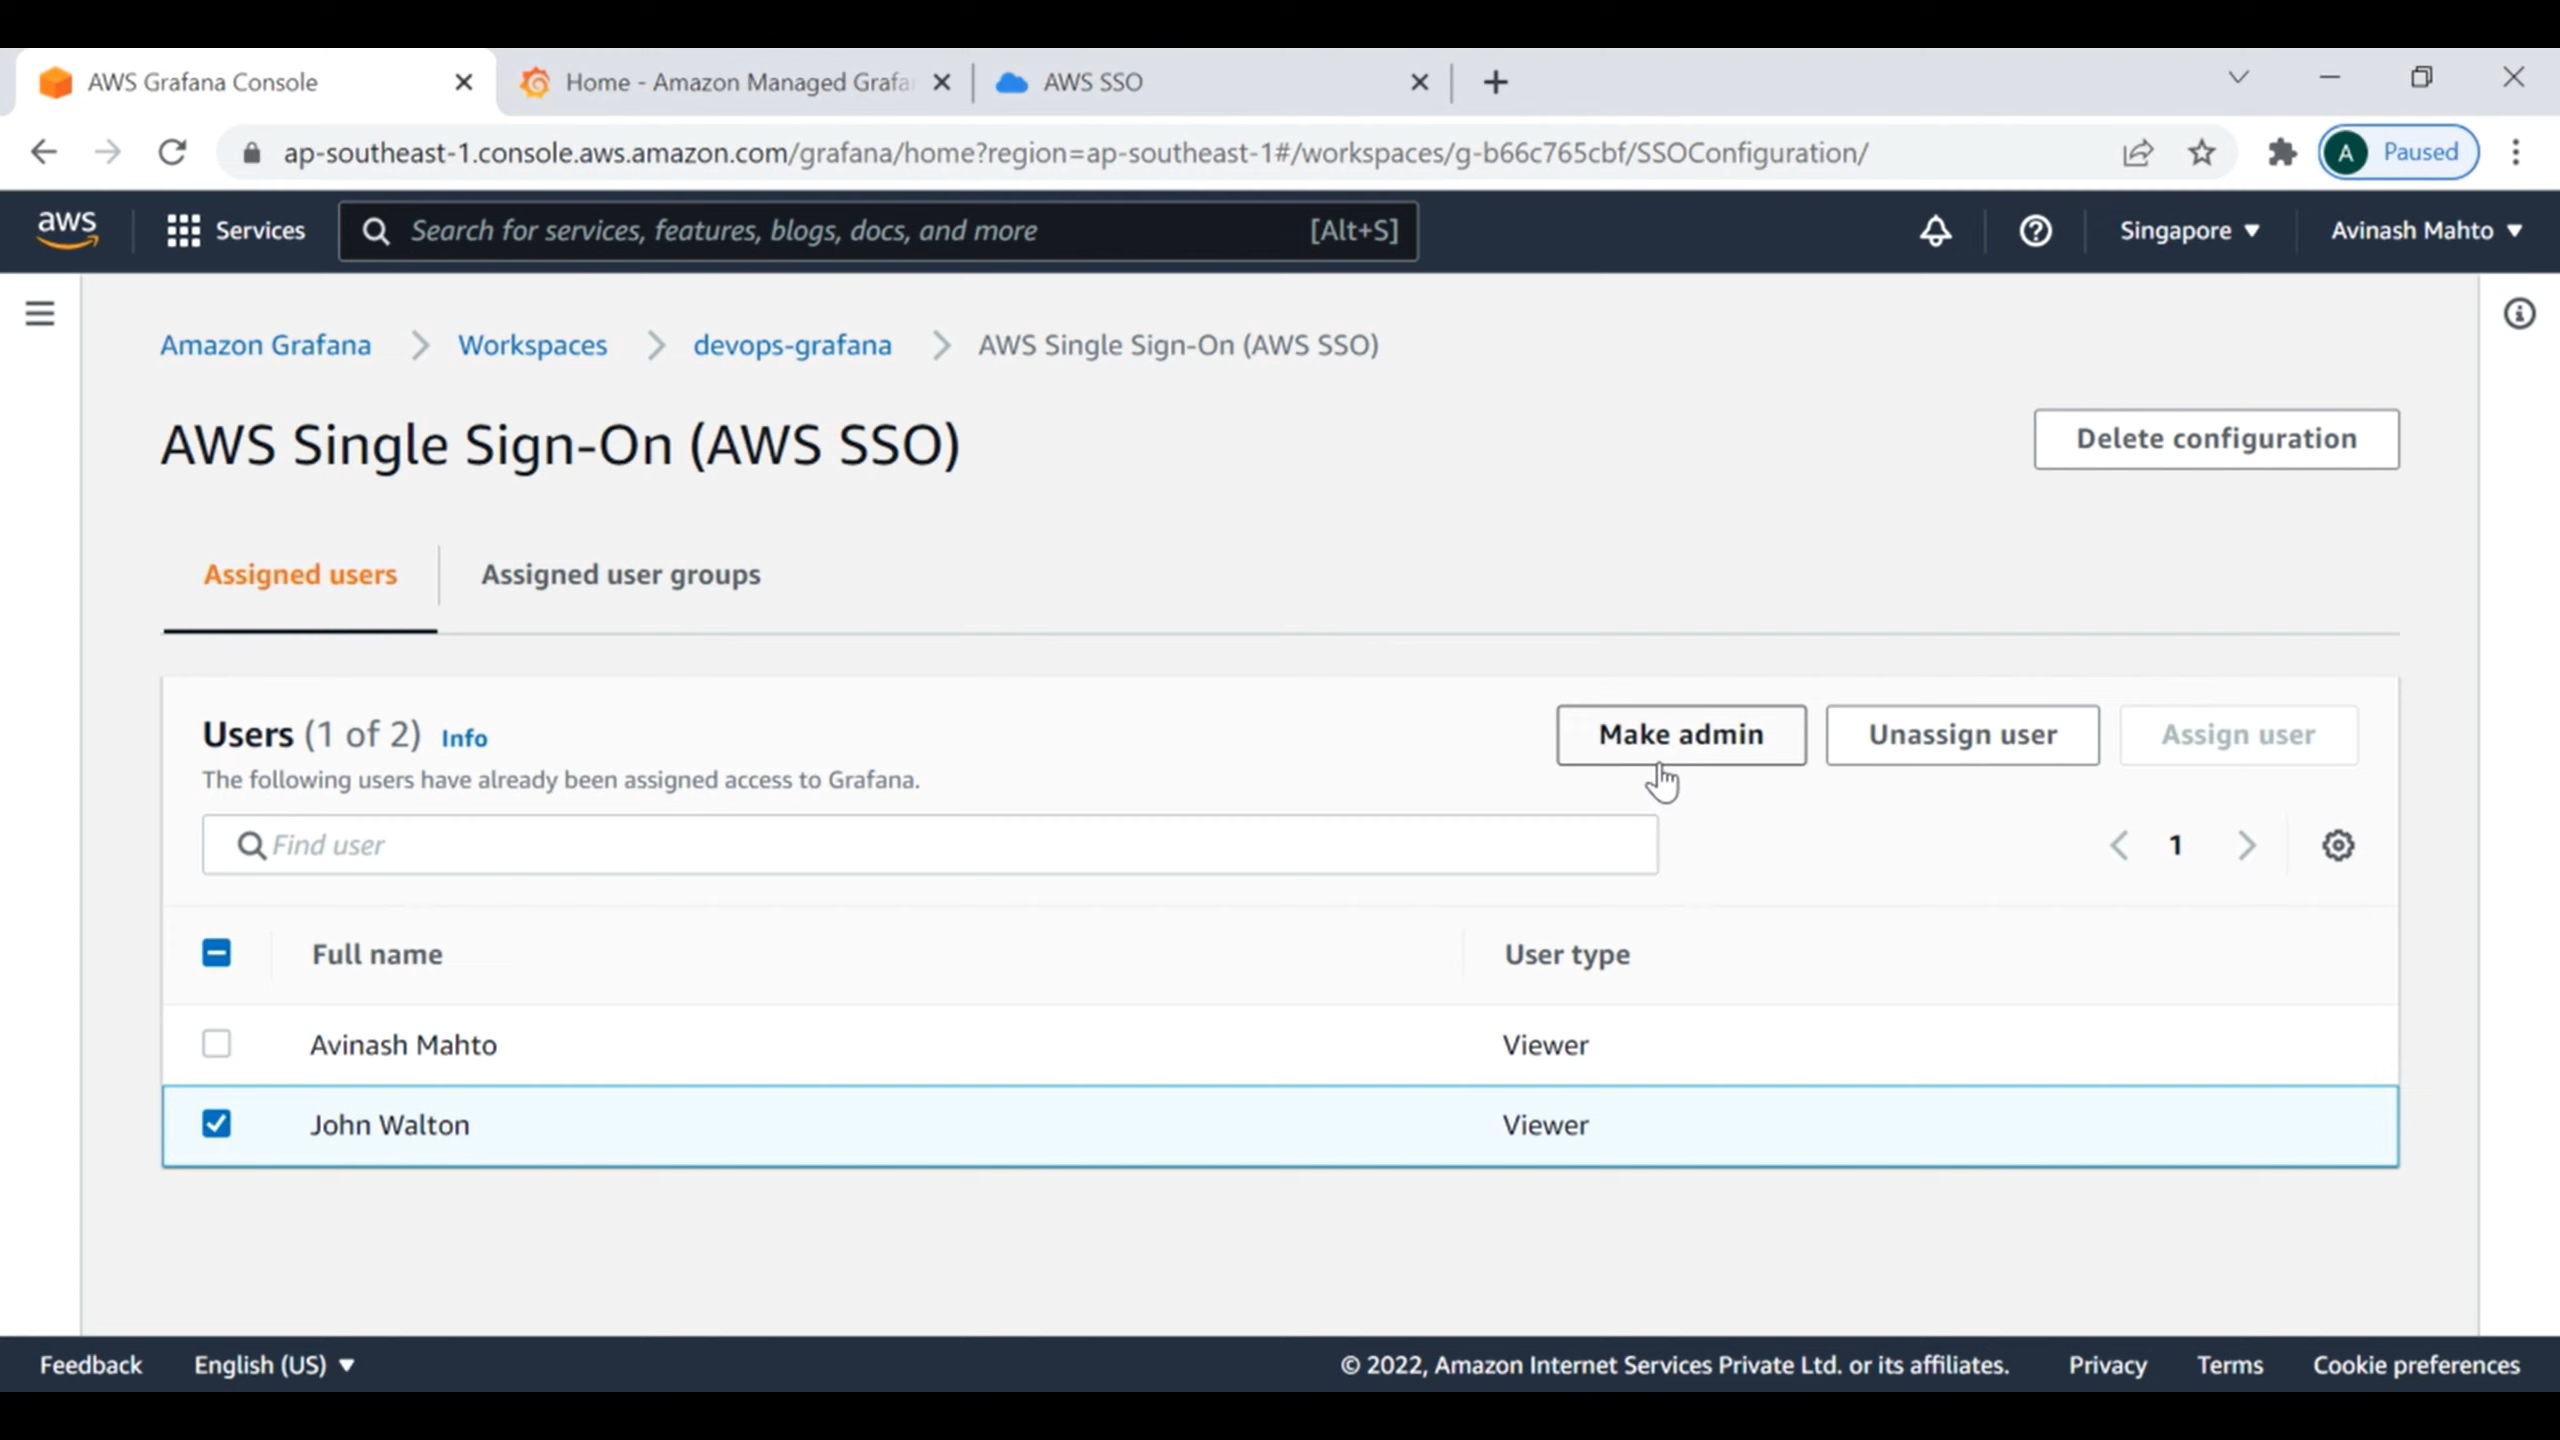 AWS Grafana Console
Home - Amazon Managed Grafa
AWS SSO
ap-southeast-1.console.aws.amazon.com/grafana/home?region=ap-southeast-1#/workspaces/g-b66c765cbf/SSOConfiguration/
A Paused
aws
Services
Search for services, features, blogs, docs, and more [Alt+S]
Singapore
Avinash Mahto
Amazon Grafana > Workspaces > devops-grafana > AWS Single Sign-On (AWS SSO)
AWS Single Sign-On (AWS SSO)
Delete configuration
Assigned users
Assigned user groups
Users (1 of 2) Info
Make admin
Unassign user
Assign user
The following users have already been assigned access to Grafana.
Find user
1
Full name User type
Avinash Mahto Viewer
John Walton Viewer
Feedback English (US) © 2022, Amazon Internet Services Private Ltd. or its affiliates. Privacy Terms Cookie preferences